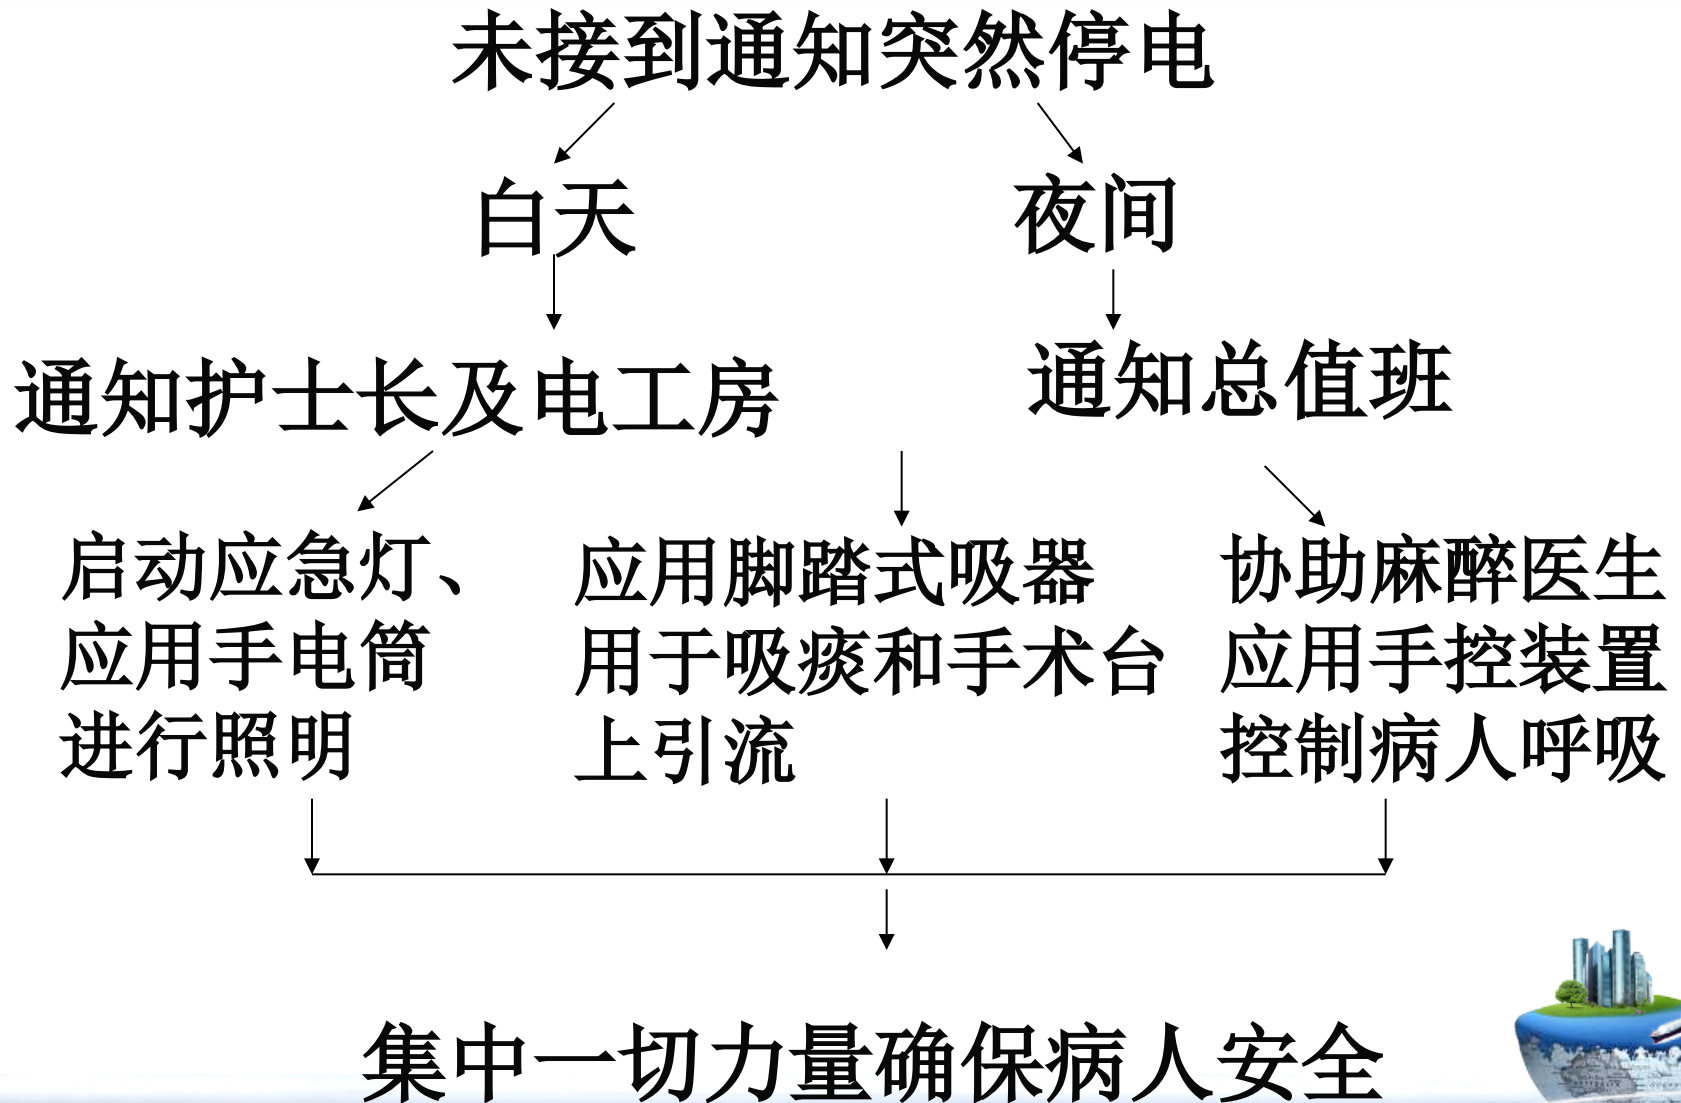 未接到通知突然停电
白天
夜间
通知护士长及电工房
通知总值班
启动应急灯、
应用手电筒
进行照明
应用脚踏式吸器
用于吸痰和手术台
上引流
协助麻醉医生
应用手控装置
控制病人呼吸
集中一切力量确保病人安全